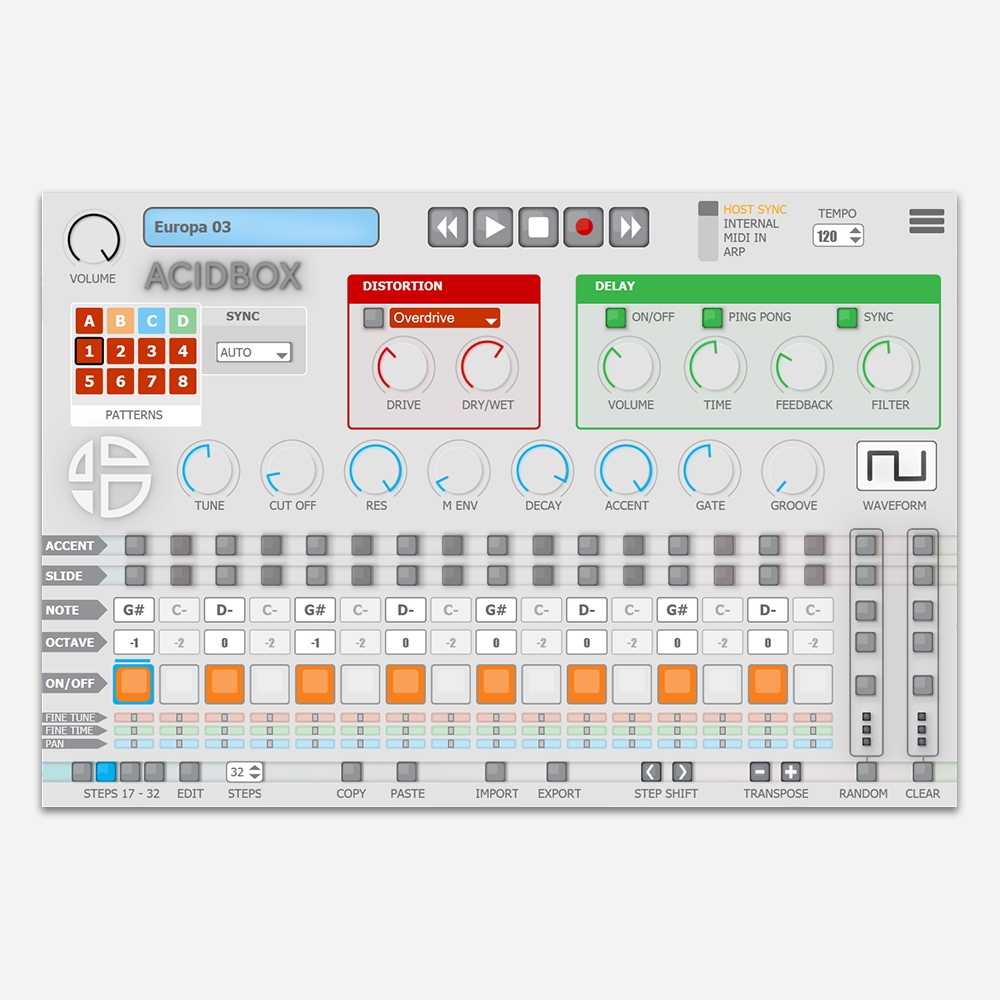 Europa 03
HOST SYNC
INTERNAL
MIDI IN
ARP
TEMPO
120
VOLUME
ACIDBOX
A B C D
1 2 3 4
5 6 7 8
PATTERNS
SYNC
AUTO
DISTORTION
Overdrive
DRIVE DRY/WET
DELAY
ON/OFF PING PONG SYNC
VOLUME TIME FEEDBACK FILTER
TUNE CUT OFF RES M ENV DECAY ACCENT GATE GROOVE WAVEFORM
ACCENT
SLIDE
NOTE G# C- D- C- G# C- D- C- G# C- D- C- G# C- D- C-
OCTAVE -1 -2 0 -2 -1 -2 0 -2 0 -2 0 -2 0 -2 0 -2
ON/OFF
FINE TUNE
FINE TIME
PAN
32
STEPS 17 - 32 EDIT STEPS COPY PASTE IMPORT EXPORT STEP SHIFT TRANSPOSE RANDOM CLEAR